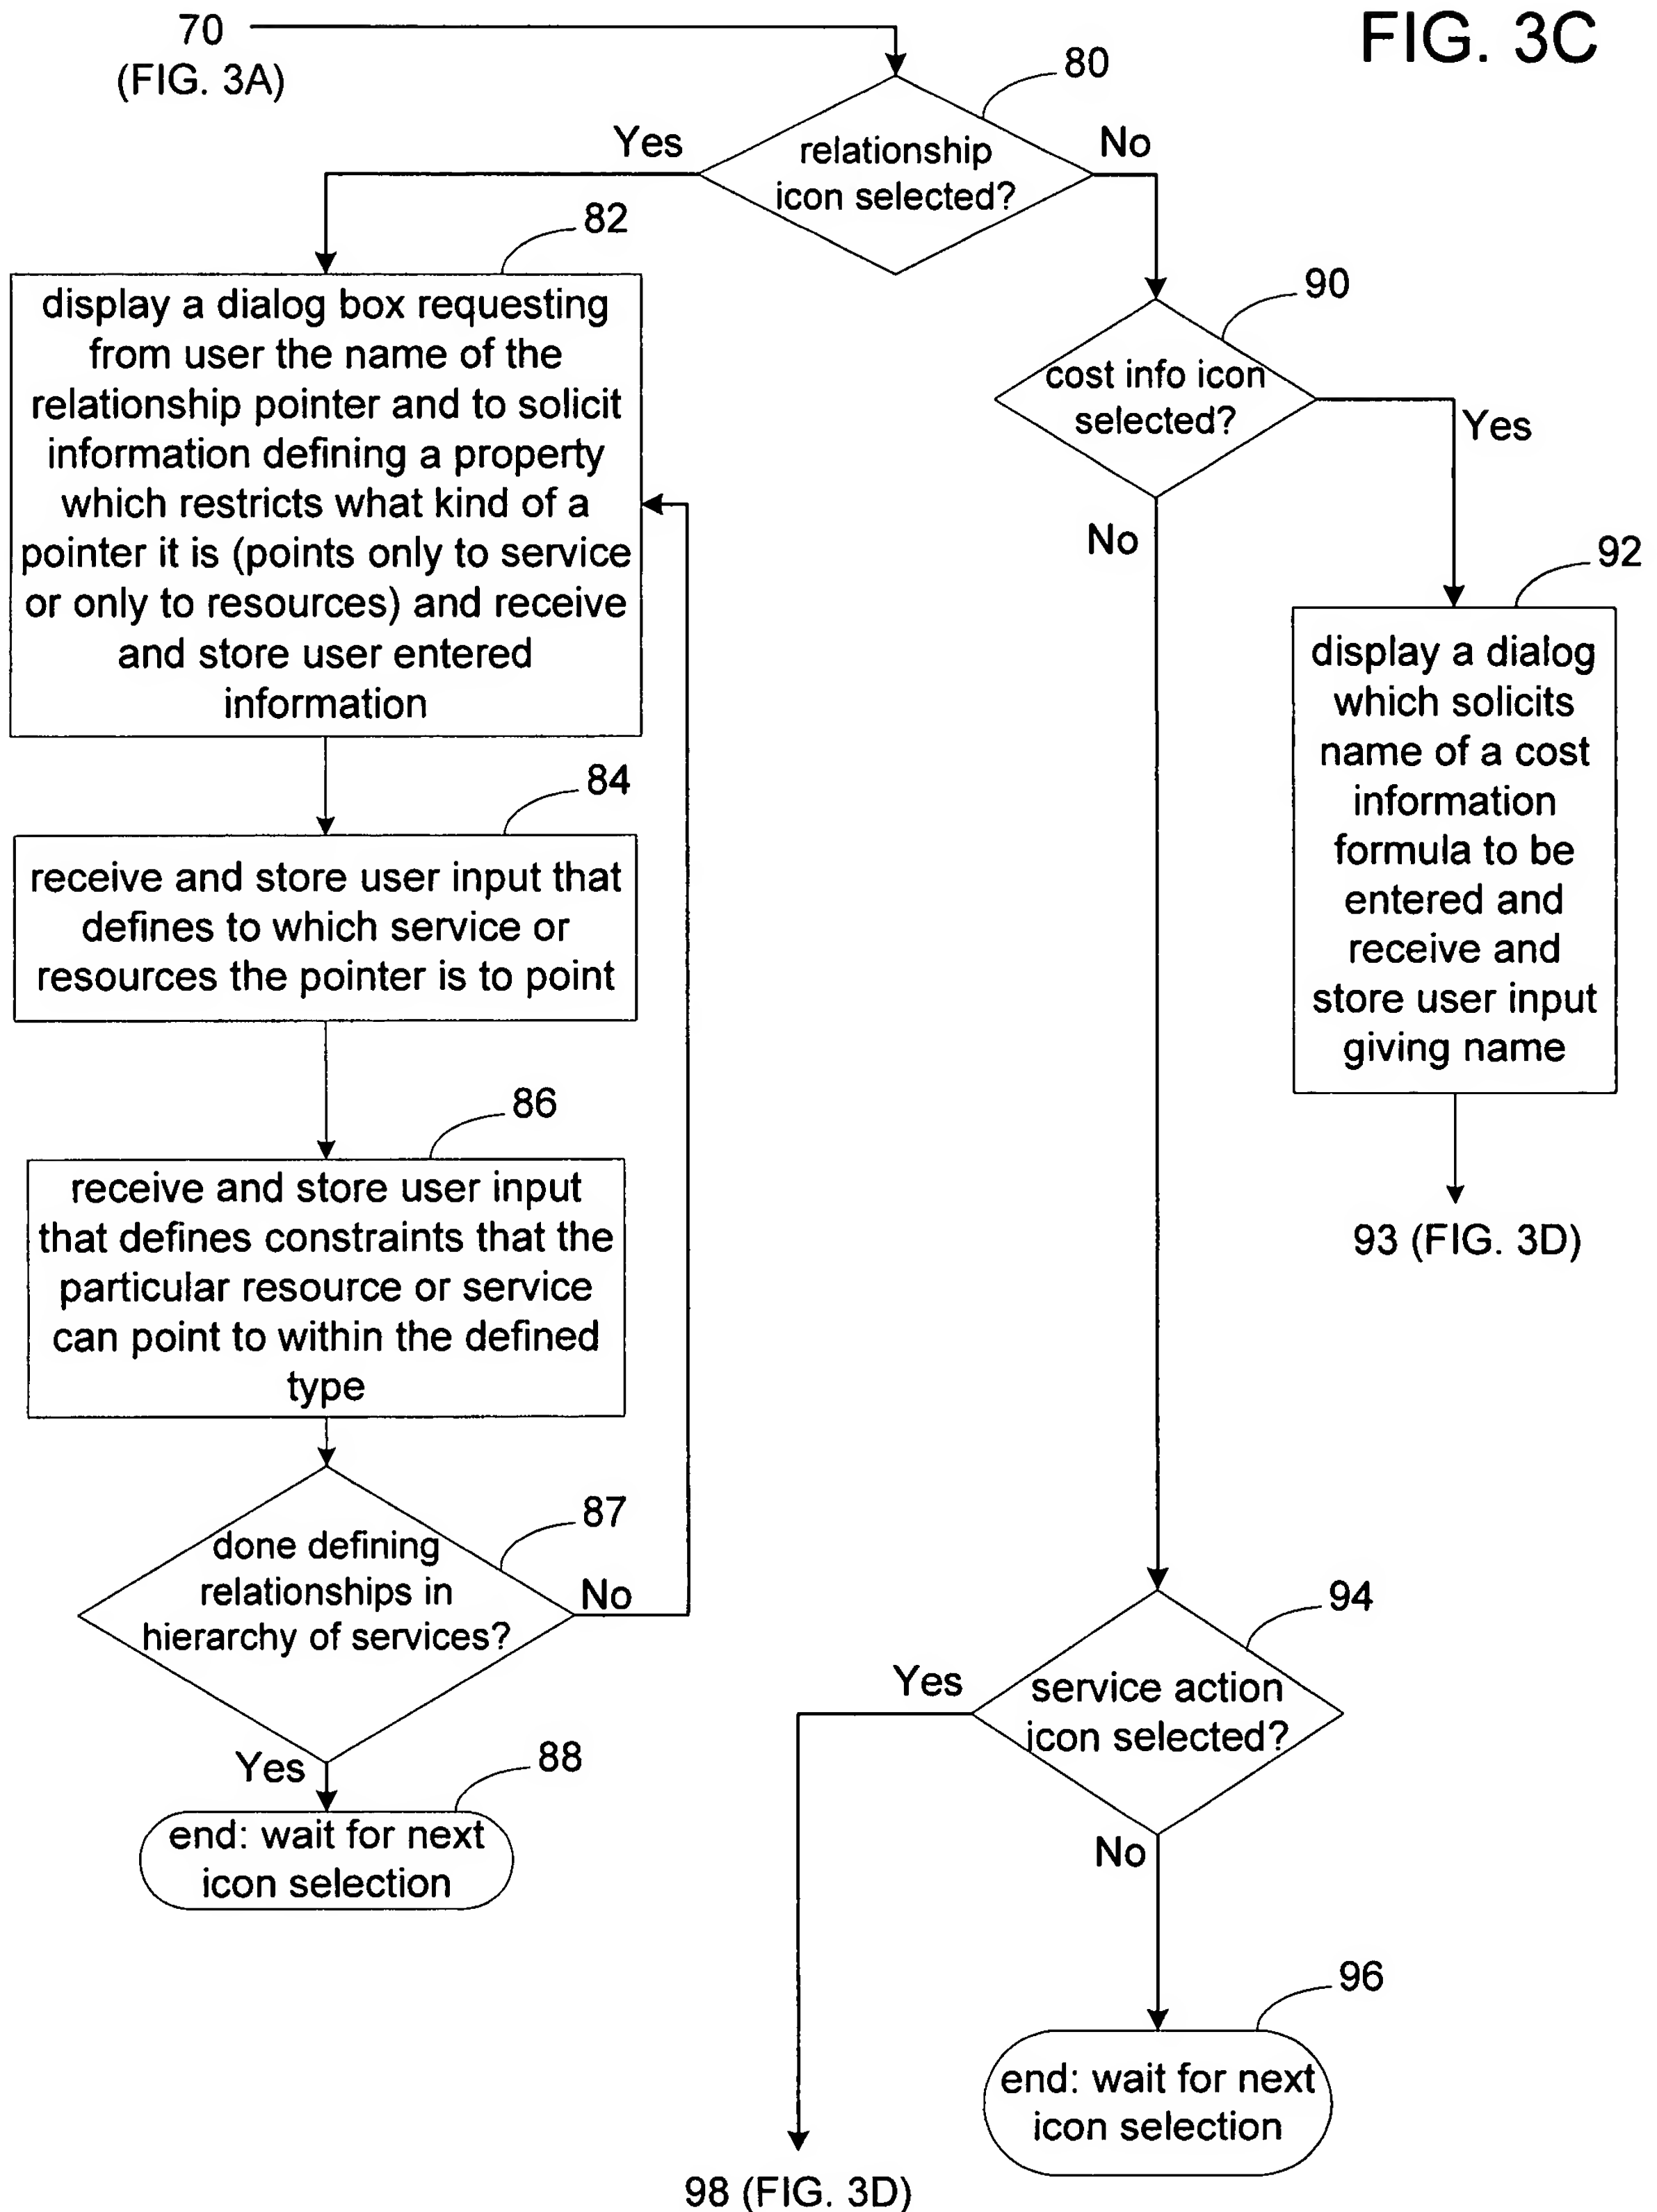 FIG. 3C
70
(FIG. 3A)
80
relationship
icon selected?
Yes
No
82
display a dialog box requesting
from user the name of the
relationship pointer and to solicit
information defining a property
which restricts what kind of a
pointer it is (points only to service
or only to resources) and receive
and store user entered
information
90
cost info icon
selected?
Yes
No
92
display a dialog
which solicits
name of a cost
information
formula to be
entered and
receive and
store user input
giving name
93 (FIG. 3D)
84
receive and store user input that
defines to which service or
resources the pointer is to point
86
receive and store user input
that defines constraints that the
particular resource or service
can point to within the defined
type
87
done defining
relationships in
hierarchy of services?
No
Yes
88
end: wait for next
icon selection
94
service action
icon selected?
Yes
No
96
end: wait for next
icon selection
98 (FIG. 3D)